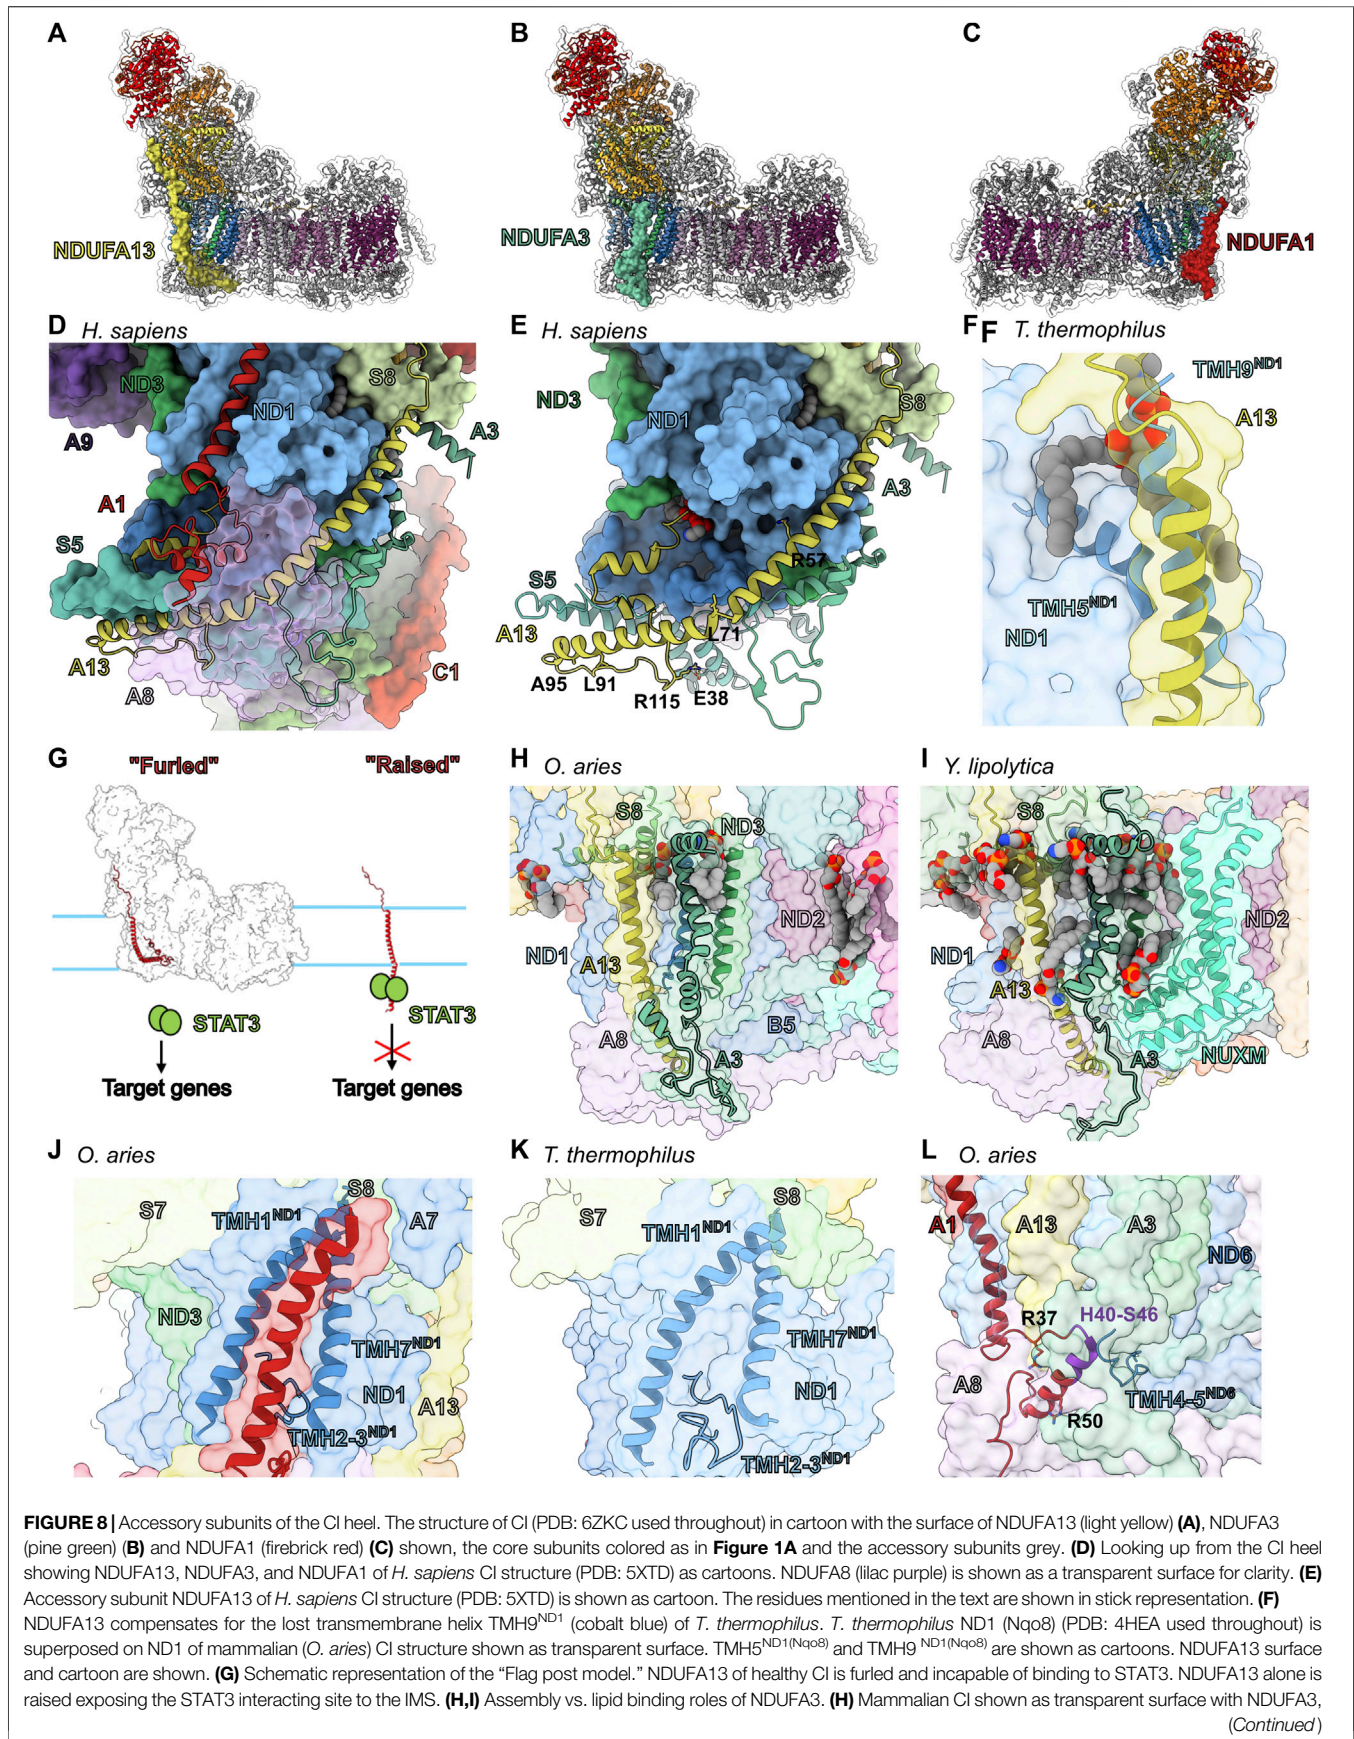 A
B
C
NDUFA13
NDUFA3
NDUFA1
D H. sapiens
E H. sapiens
F F T. thermophilus
ND3
ND1
S8
A9
A3
A1
S5
A13
A8
C1
ND3
ND1
S8
A3
R57
S5
A13
L71
A95 L91
R115 E38
TMH9ND1
A13
TMH5ND1
ND1
G
"Furled" "Raised"
STAT3
STAT3
Target genes Target genes
H O. aries
S8
ND3
ND2
ND1
A13
A8
B5
A3
I Y. lipolytica
S8
ND2
ND1
A13
A8
A3
NUXM
J O. aries
S8
S7
TMH1ND1
A7
ND3
TMH7ND1
ND1
A13
TMH2-3ND1
K T. thermophilus
S8
S7
TMH1ND1
TMH7ND1
ND1
TMH2-3ND1
L O. aries
A1
A13
A3
ND6
R37
H40-S46
A8
TMH4-5ND6
R50
FIGURE 8 | Accessory subunits of the CI heel. The structure of CI (PDB: 6ZKC used throughout) in cartoon with the surface of NDUFA13 (light yellow) (A), NDUFA3
(pine green) (B) and NDUFA1 (firebrick red) (C) shown, the core subunits colored as in Figure 1A and the accessory subunits grey. (D) Looking up from the CI heel
showing NDUFA13, NDUFA3, and NDUFA1 of H. sapiens CI structure (PDB: 5XTD) as cartoons. NDUFA8 (lilac purple) is shown as a transparent surface for clarity. (E)
Accessory subunit NDUFA13 of H. sapiens CI structure (PDB: 5XTD) is shown as cartoon. The residues mentioned in the text are shown in stick representation. (F)
NDUFA13 compensates for the lost transmembrane helix TMH9ND1 (cobalt blue) of T. thermophilus. T. thermophilus ND1 (Nqo8) (PDB: 4HEA used throughout) is
superposed on ND1 of mammalian (O. aries) CI structure shown as transparent surface. TMH5ND1(Nqo8) and TMH9 ND1(Nqo8) are shown as cartoons. NDUFA13 surface
and cartoon are shown. (G) Schematic representation of the “Flag post model.” NDUFA13 of healthy CI is furled and incapable of binding to STAT3. NDUFA13 alone is
raised exposing the STAT3 interacting site to the IMS. (H,I) Assembly vs. lipid binding roles of NDUFA3. (H) Mammalian CI shown as transparent surface with NDUFA3,
(Continued)